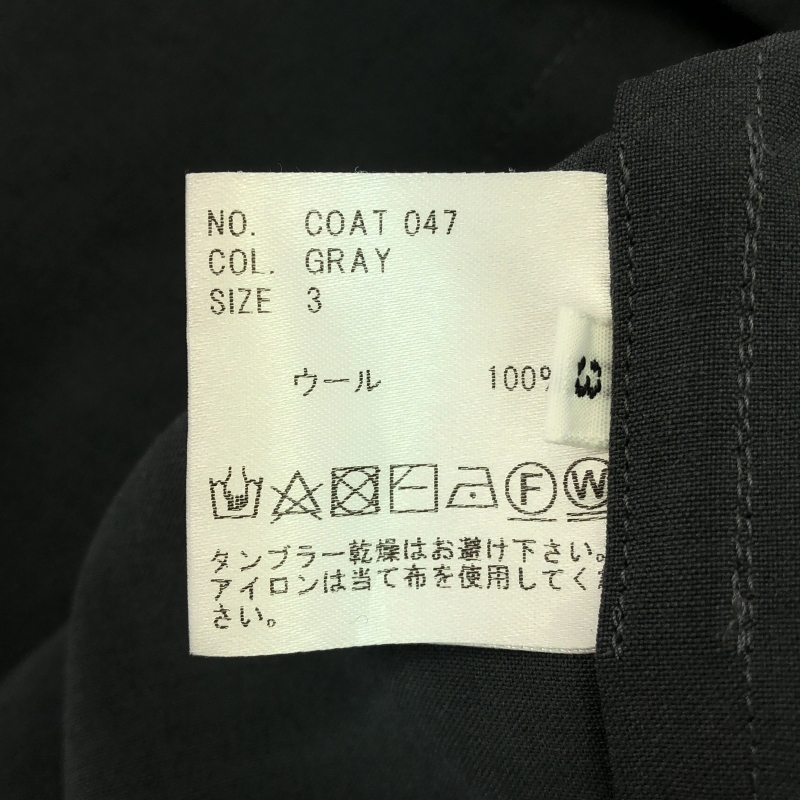 NO. COAT 047
COL. GRAY
SIZE 3
ウール 100%
3
F W
タンブラー乾燥はお避け下さい。
アイロンは当て布を使用してくだ
さい。